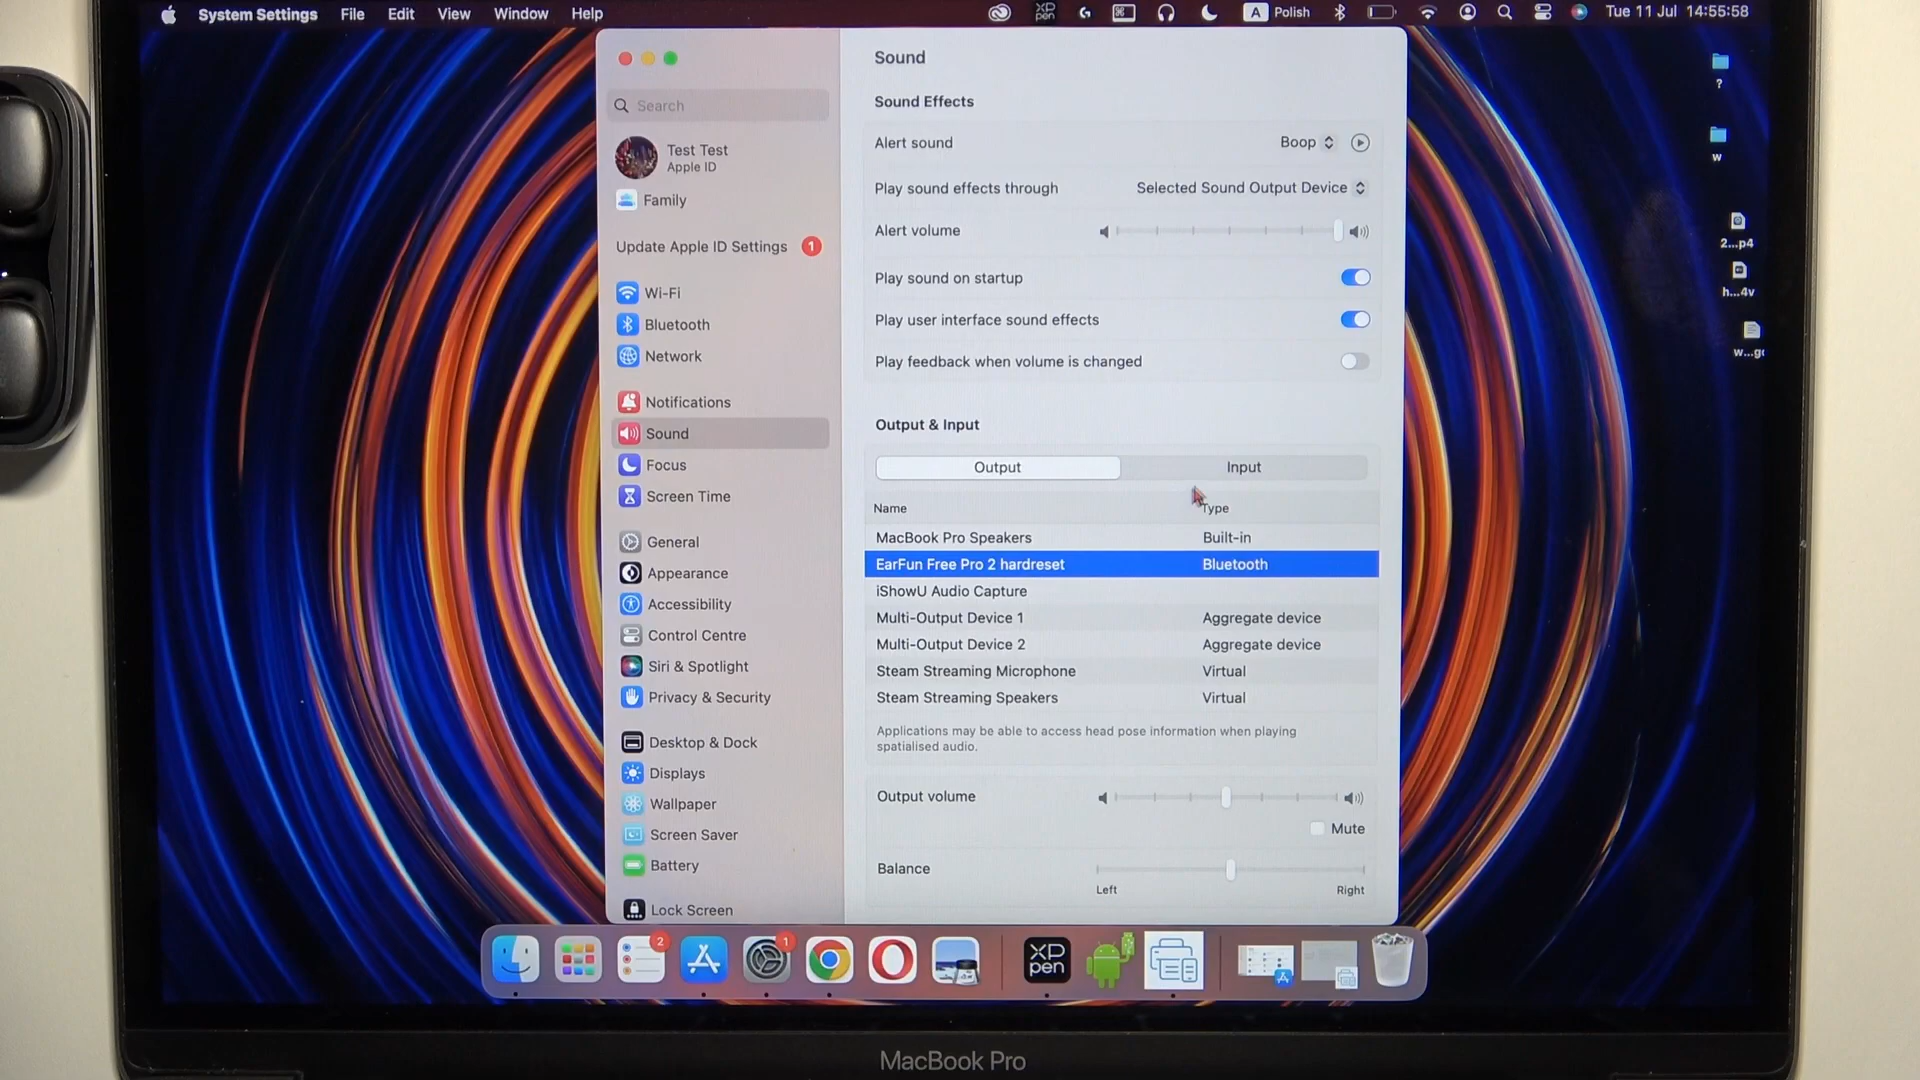 System Settings File Edit View Window Help XP pen A Polish Tue 11 Jul 14:55:58
?
w
2...p4
h...4v
Search
Test Test
Apple ID
Family
Update Apple ID Settings 1
Wi-Fi
Bluetooth
Network
Notifications
Sound
Focus
Screen Time
General
Appearance
Accessibility
Control Centre
Siri & Spotlight
Privacy & Security
Desktop & Dock
Displays
Wallpaper
Screen Saver
Battery
Lock Screen
Sound
Sound Effects
Alert sound Boop
Play sound effects through Selected Sound Output Device
Alert volume
Play sound on startup
Play user interface sound effects
Play feedback when volume is changed
Output & Input
Output Input
Name Type
MacBook Pro Speakers Built-in
EarFun Free Pro 2 hardreset Bluetooth
iShowU Audio Capture
Multi-Output Device 1 Aggregate device
Multi-Output Device 2 Aggregate device
Steam Streaming Microphone Virtual
Steam Streaming Speakers Virtual
Applications may be able to access head pose information when playing
spatialised audio.
Output volume
Mute
Balance
Left Right
2 1
XP
pen
MacBook Pro